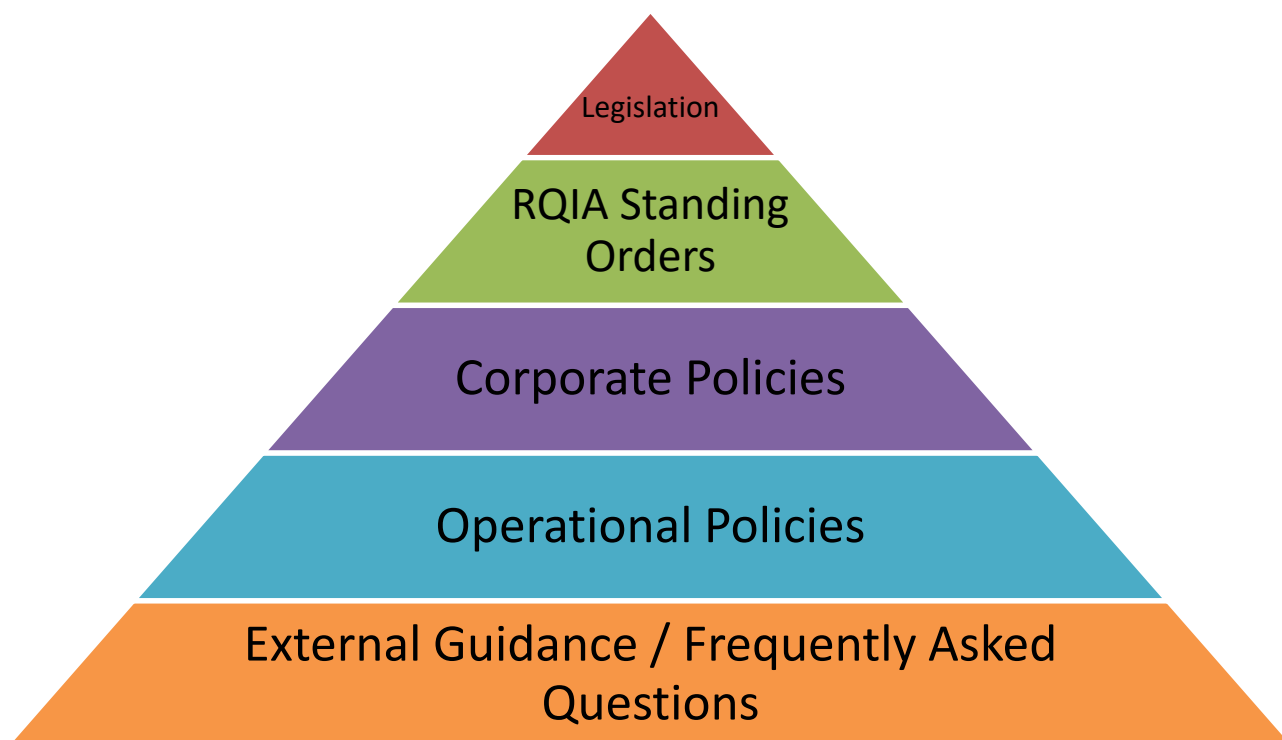 Legislation
RQIA Standing
Orders
Corporate Policies
Operational Policies
External Guidance / Frequently Asked
Questions